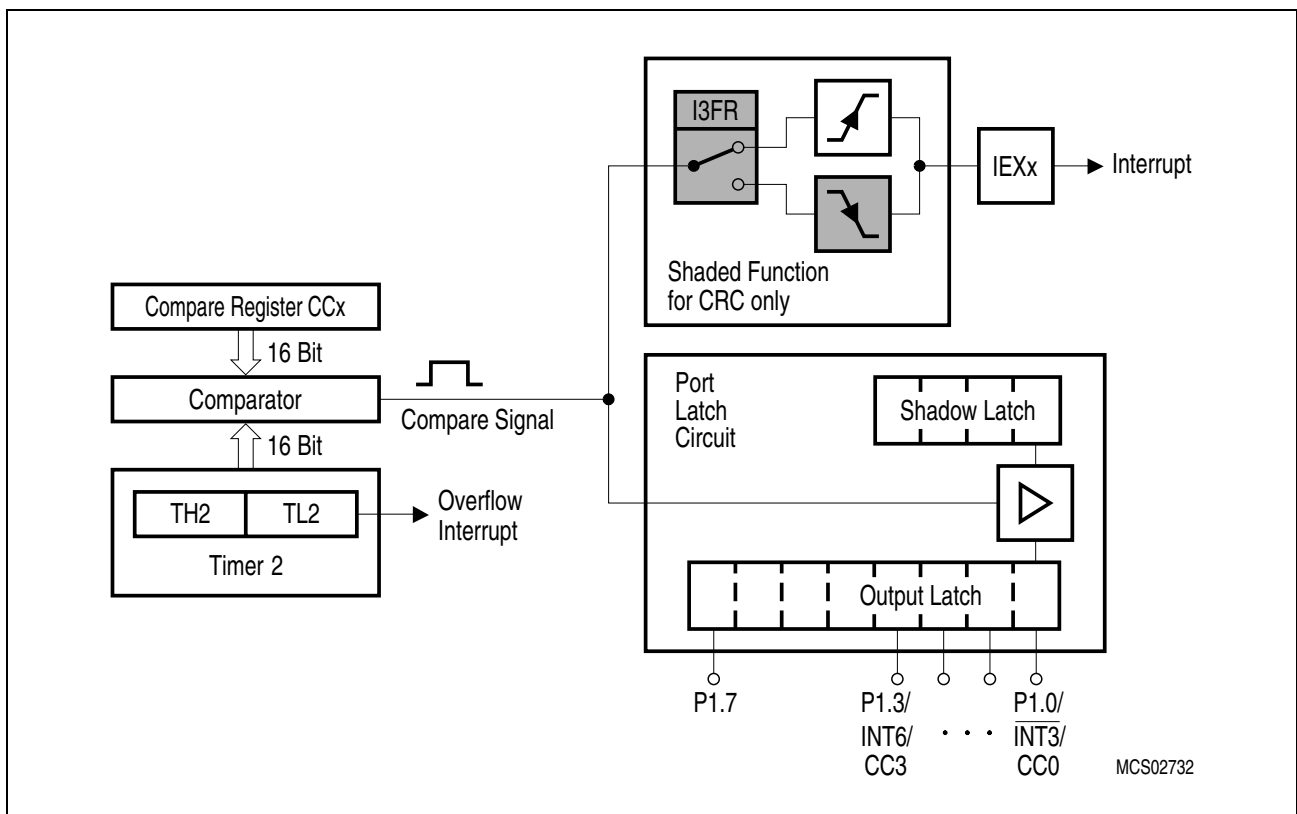 I3FR
IEXx
Interrupt
Shaded Function
for CRC only
Compare Register CCx
16 Bit
Comparator
Compare Signal
16 Bit
TH2
TL2
Timer 2
Overflow
Interrupt
Port
Latch
Circuit
Shadow Latch
Output Latch
P1.7
P1.3/
INT6/
CC3
. . .
P1.0/
INT3/
CC0
MCS02732